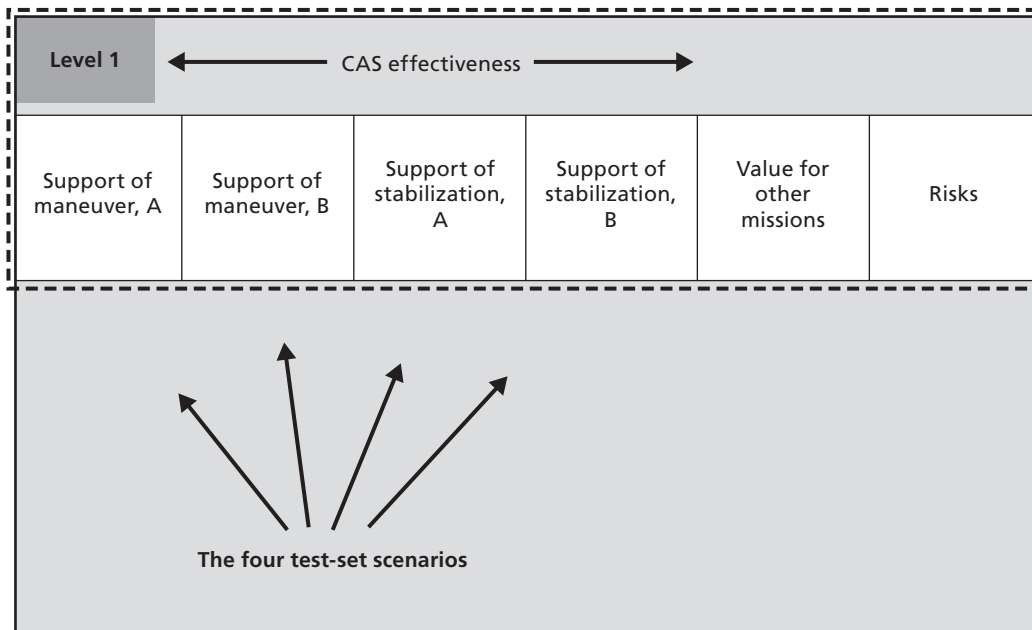 Level 1
CAS effectiveness
Support of
maneuver, A
Support of
maneuver, B
Support of
stabilization,
A
Support of
stabilization,
B
Value for
other
missions
Risks
The four test-set scenarios